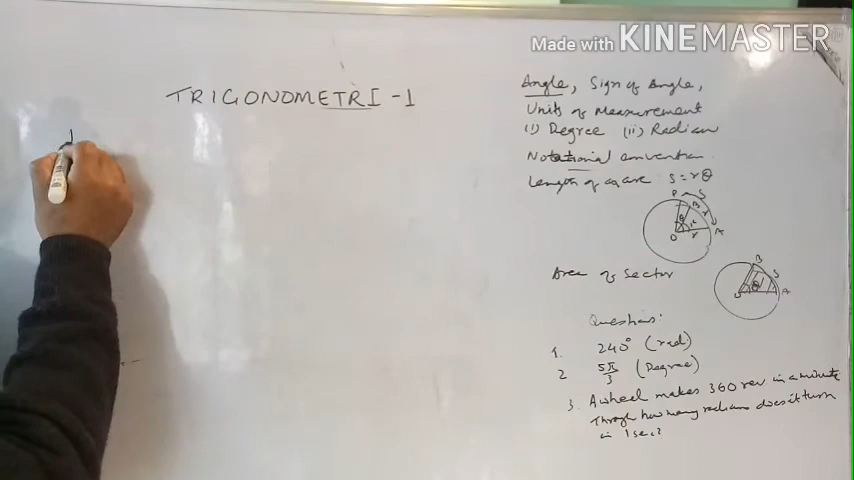 Made with KINEMASTER
TRIGONOMETRI -1
Angle, Sign of Angle,
Units of Measurement
(i) Degree (ii) Radian
Notational convention
Length of an arc S = rθ
P S
B
θ
A
O r
Area of Sector
B
S
θ
A
Questions:
1. 240° (rad)
2 5π/3 (Degree)
3. A wheel makes 360 rev in a minute
Through how many radians does it turn
in 1 sec?